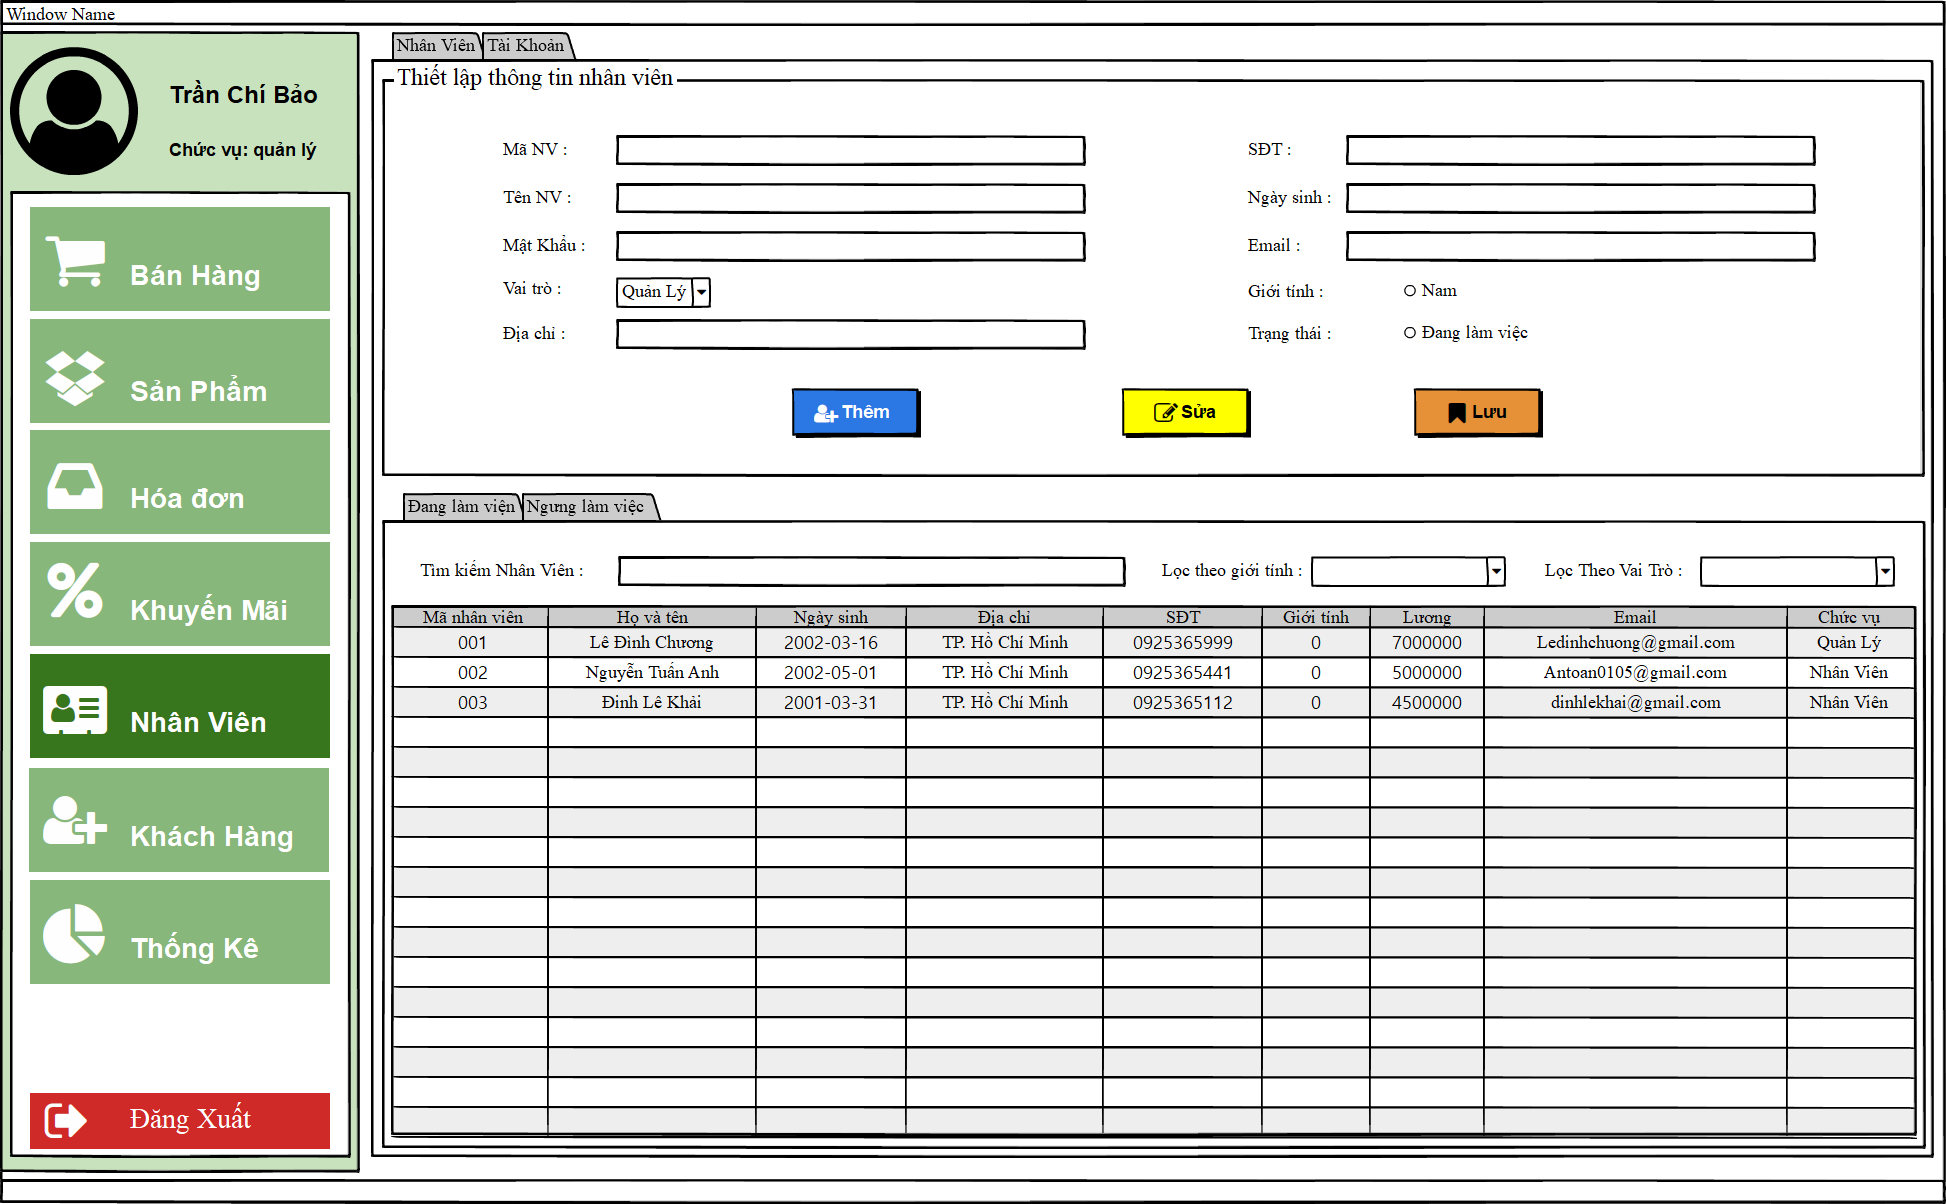 Window Name
Trần Chí Bảo
Chức vụ: quản lý
Bán Hàng
Sản Phẩm
Hóa đơn
Khuyến Mãi
Nhân Viên
Khách Hàng
Thống Kê
Đăng Xuất
Nhân Viên Tài Khoản
Thiết lập thông tin nhân viên
Mã NV : SĐT :
Tên NV : Ngày sinh :
Mật Khẩu : Email :
Vai trò : Quản Lý Giới tính : Nam
Địa chỉ : Trạng thái : Đang làm việc
Thêm Sửa Lưu
Đang làm viện Ngưng làm việc
Tìm kiếm Nhân Viên : Lọc theo giới tính : Lọc Theo Vai Trò :
Mã nhân viên Họ và tên Ngày sinh Địa chỉ SĐT Giới tính Lương Email Chức vụ
001 Lê Đình Chương 2002-03-16 TP. Hồ Chí Minh 0925365999 0 7000000 Ledinhchuong@gmail.com Quản Lý
002 Nguyễn Tuấn Anh 2002-05-01 TP. Hồ Chí Minh 0925365441 0 5000000 Antoan0105@gmail.com Nhân Viên
003 Đinh Lê Khải 2001-03-31 TP. Hồ Chí Minh 0925365112 0 4500000 dinhlekhai@gmail.com Nhân Viên